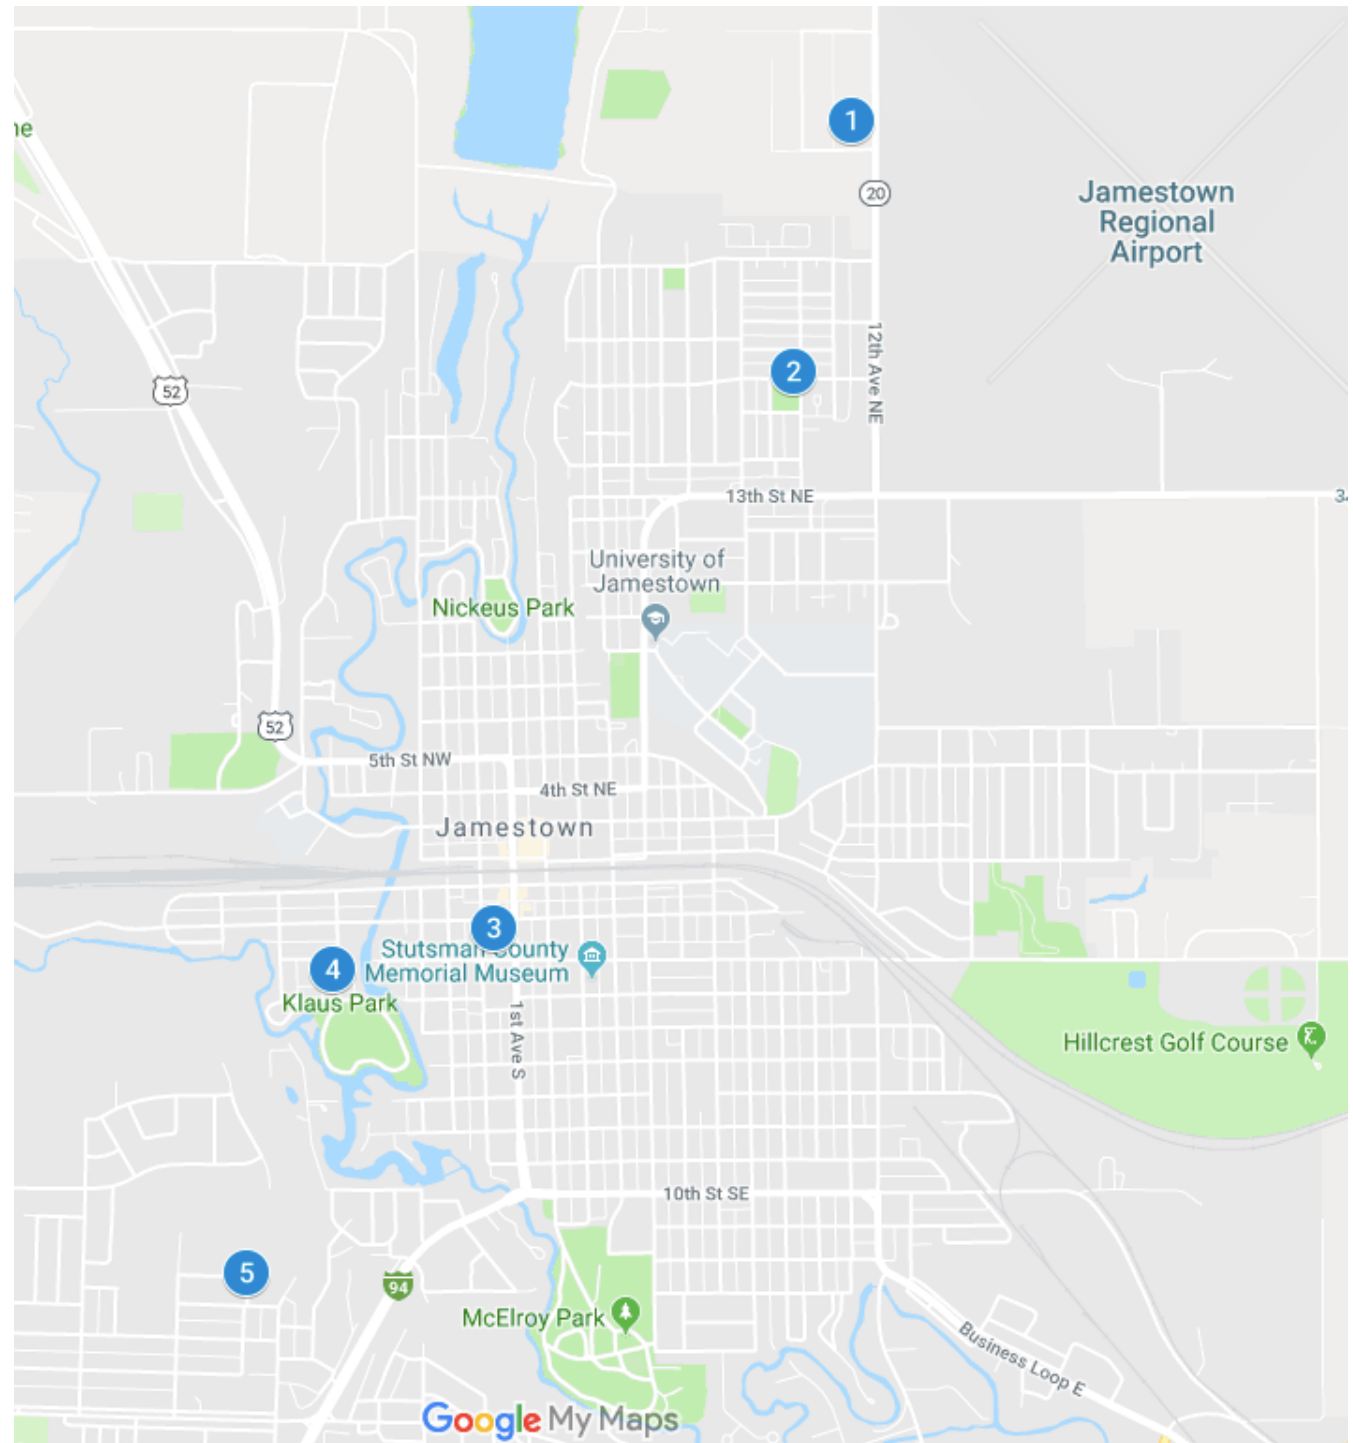 1
ne
20
Jamestown
Regional
Airport
12th Ave NE
2
52
13th St NE
University of
Jamestown
Nickeus Park
52
5th St NW
4th St NE
Jamestown
3
Stutsman County
Memorial Museum
4
Klaus Park
1st Ave S
Hillcrest Golf Course
10th St SE
5
94
McElroy Park
Business Loop E
Google My Maps